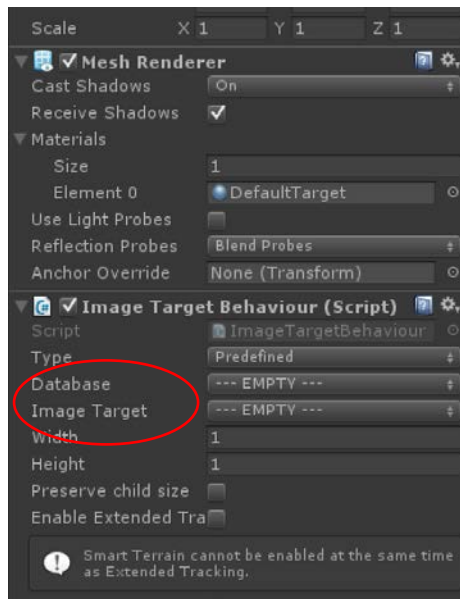 Scale X 1 Y 1 Z 1
Mesh Renderer
Cast Shadows On
Receive Shadows
Materials
Size 1
Element 0 DefaultTarget
Use Light Probes
Reflection Probes Blend Probes
Anchor Override None (Transform)
Image Target Behaviour (Script)
Script ImageTargetBehaviour
Type Predefined
Database --- EMPTY ---
Image Target --- EMPTY ---
Width 1
Height 1
Preserve child size
Enable Extended Tra
Smart Terrain cannot be enabled at the same time
as Extended Tracking.